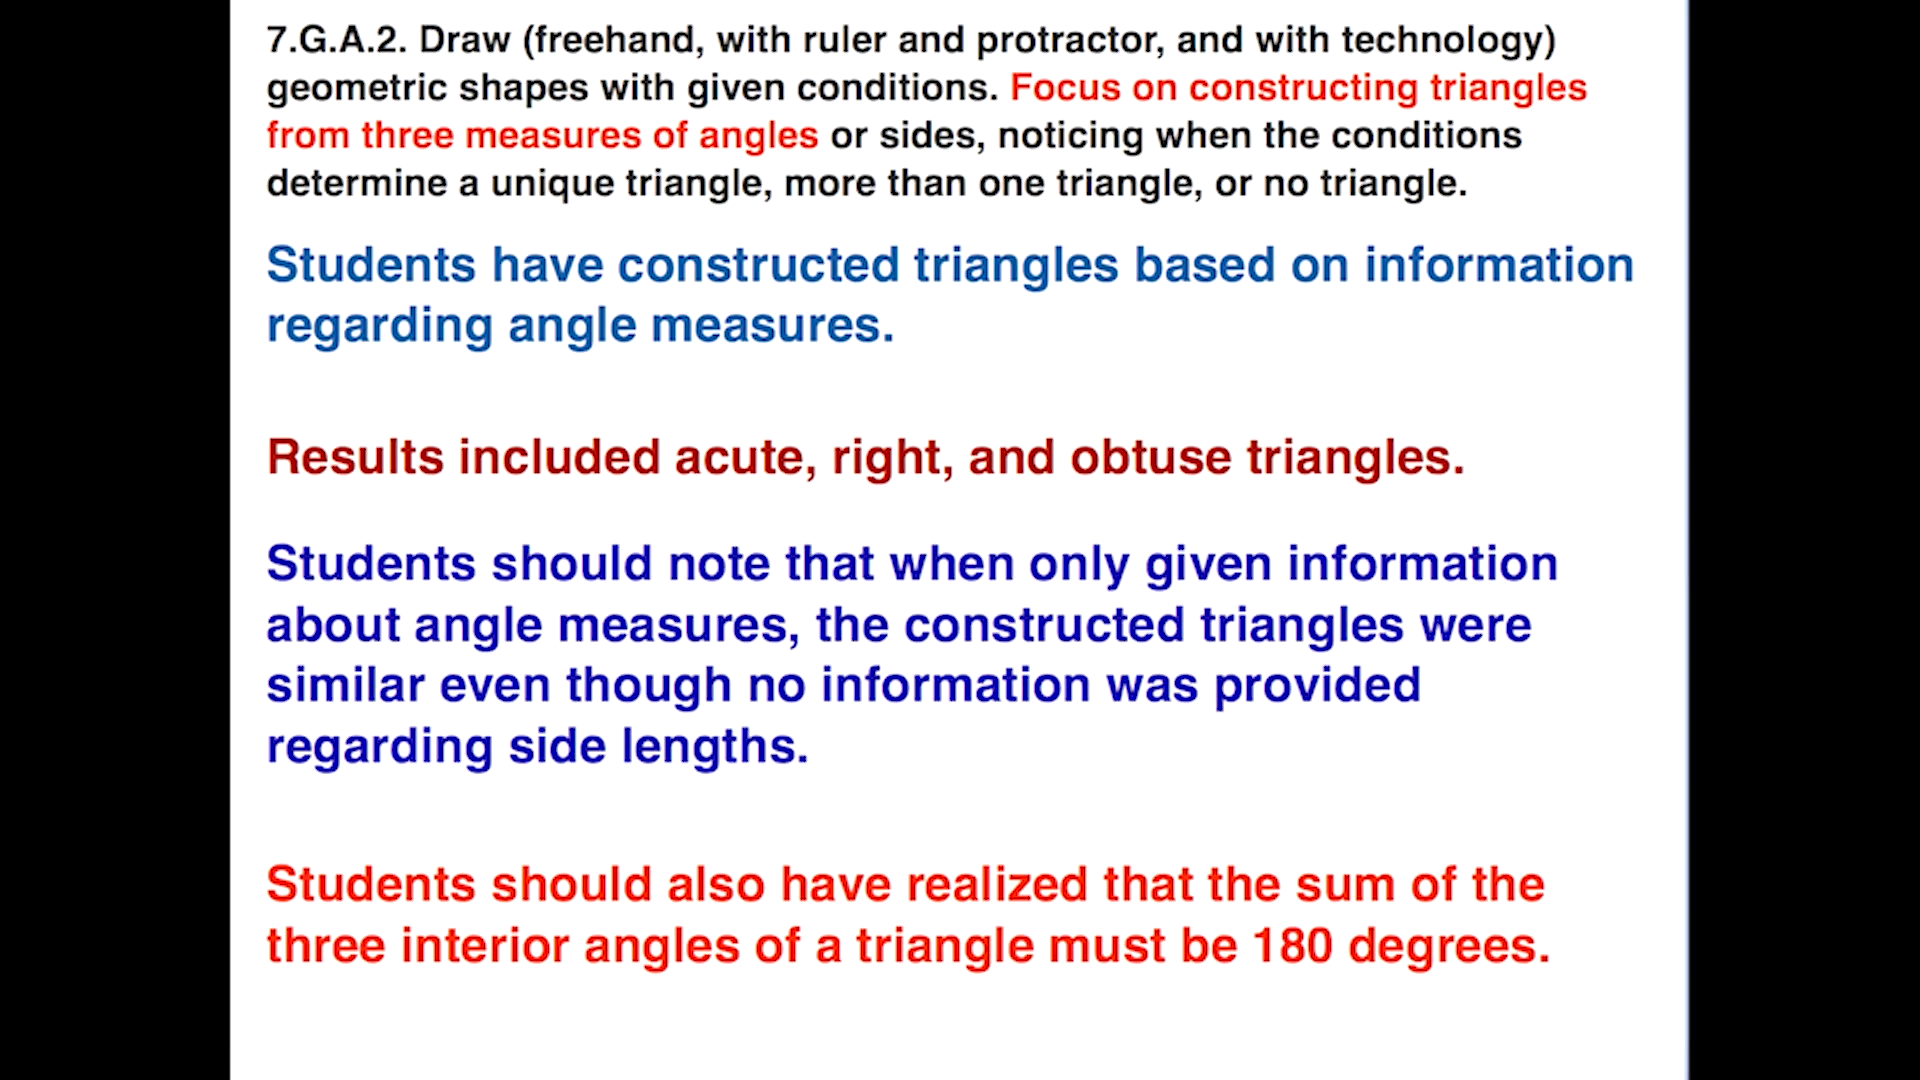 7.G.A.2. Draw (freehand, with ruler and protractor, and with technology)
geometric shapes with given conditions. Focus on constructing triangles
from three measures of angles or sides, noticing when the conditions
determine a unique triangle, more than one triangle, or no triangle.
Students have constructed triangles based on information
regarding angle measures.
Results included acute, right, and obtuse triangles.
Students should note that when only given information
about angle measures, the constructed triangles were
similar even though no information was provided
regarding side lengths.
Students should also have realized that the sum of the
three interior angles of a triangle must be 180 degrees.